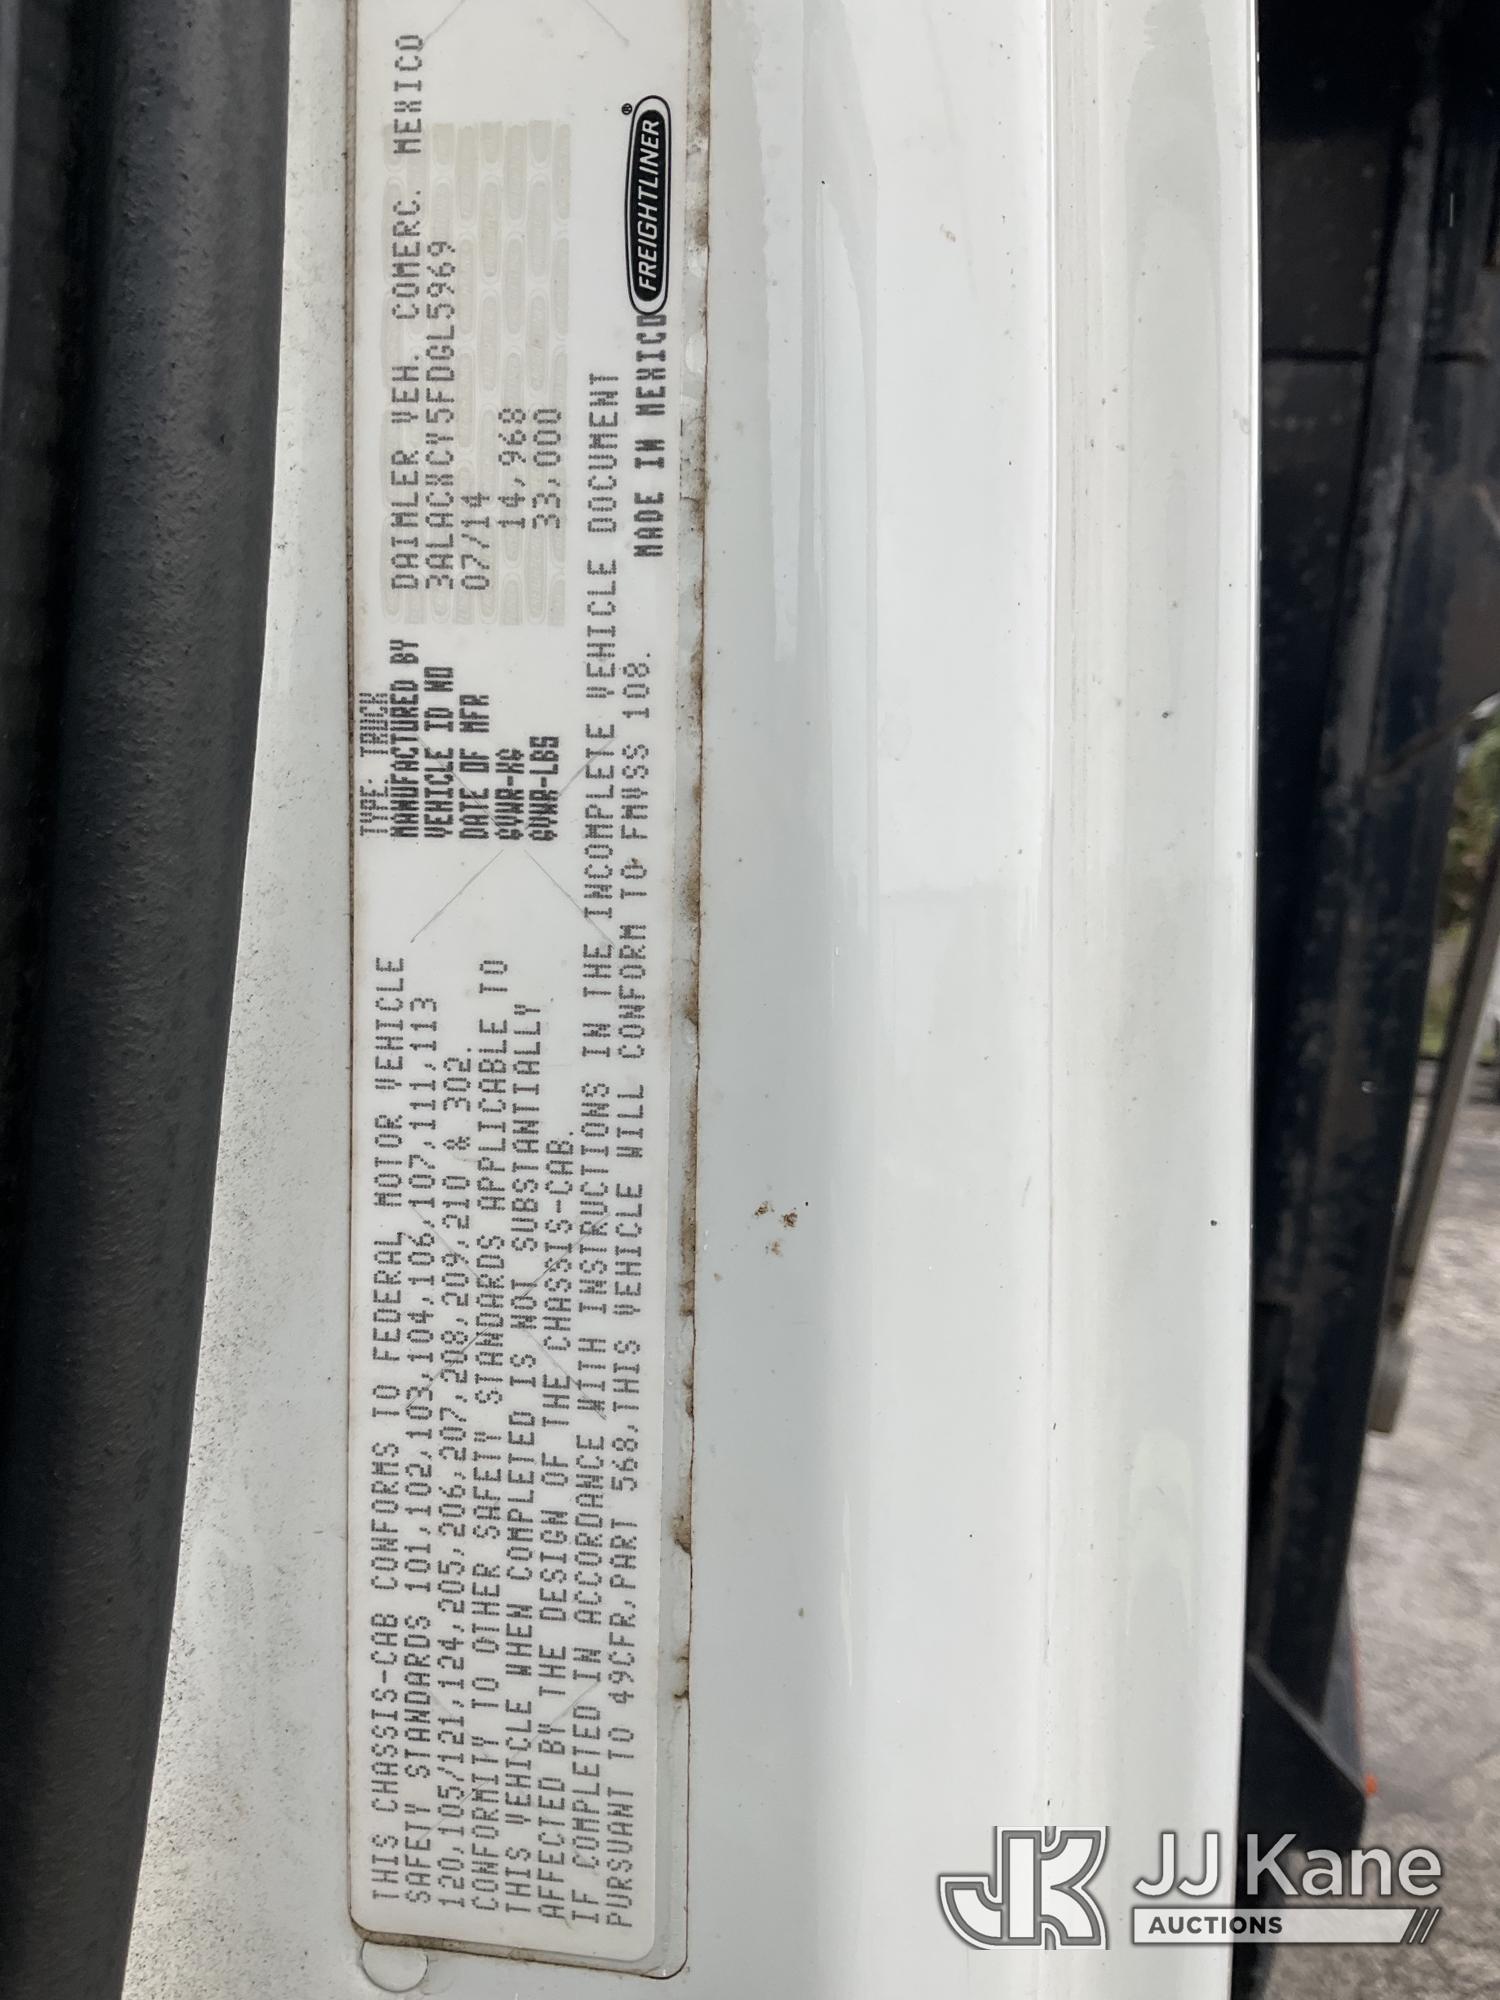 THIS CHASSIS-CAB CONFORMS TO FEDERAL MOTOR VEHICLE
SAFETY STANDARDS 101,102,103,104,106,107,111,113
120,105/121,124,205,206,207,208,209,210 & 302.
CONFORMITY TO OTHER SAFETY STANDARDS APPLICABLE TO
THIS VEHICLE WHEN COMPLETED IS NOT SUBSTANTIALLY
AFFECTED BY THE DESIGN OF THE CHASSIS-CAB.
IF COMPLETED IN ACCORDANCE WITH INSTRUCTIONS IN THE INCOMPLETE VEHICLE DOCUMENT
PURSUANT TO 49CFR,PART 568,THIS VEHICLE WILL CONFORM TO FMVSS 108.
TYPE: TRUCK
MANUFACTURED BY DAIMLER VEH. COMERC. MEXICO
VEHICLE ID NO 3ALACXCY5FDGL5969
DATE OF MFR 07/14
GVWR-KG 14,968
GVWR-LBS 33,000
MADE IN MEXICO
FREIGHTLINER®
JJ Kane
AUCTIONS